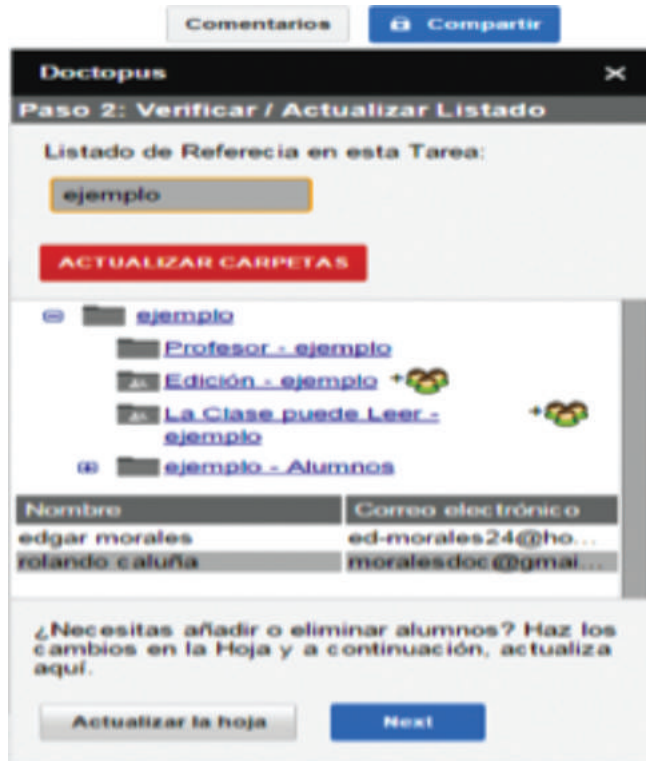 Comentarios Compartir
Doctopus ×
Paso 2: Verificar / Actualizar Listado
Listado de Referecia en esta Tarea:
ejemplo
ACTUALIZAR CARPETAS
ejemplo
Profesor - ejemplo
Edición - ejemplo
La Clase puede Leer -
ejemplo
ejemplo - Alumnos
Nombre Correo electrónico
edgar morales ed-morales24@ho...
rolando caluña moralesdoc@gmai...
¿Necesitas añadir o eliminar alumnos? Haz los
cambios en la Hoja y a continuación, actualiza
aquí.
Actualizar la hoja Next